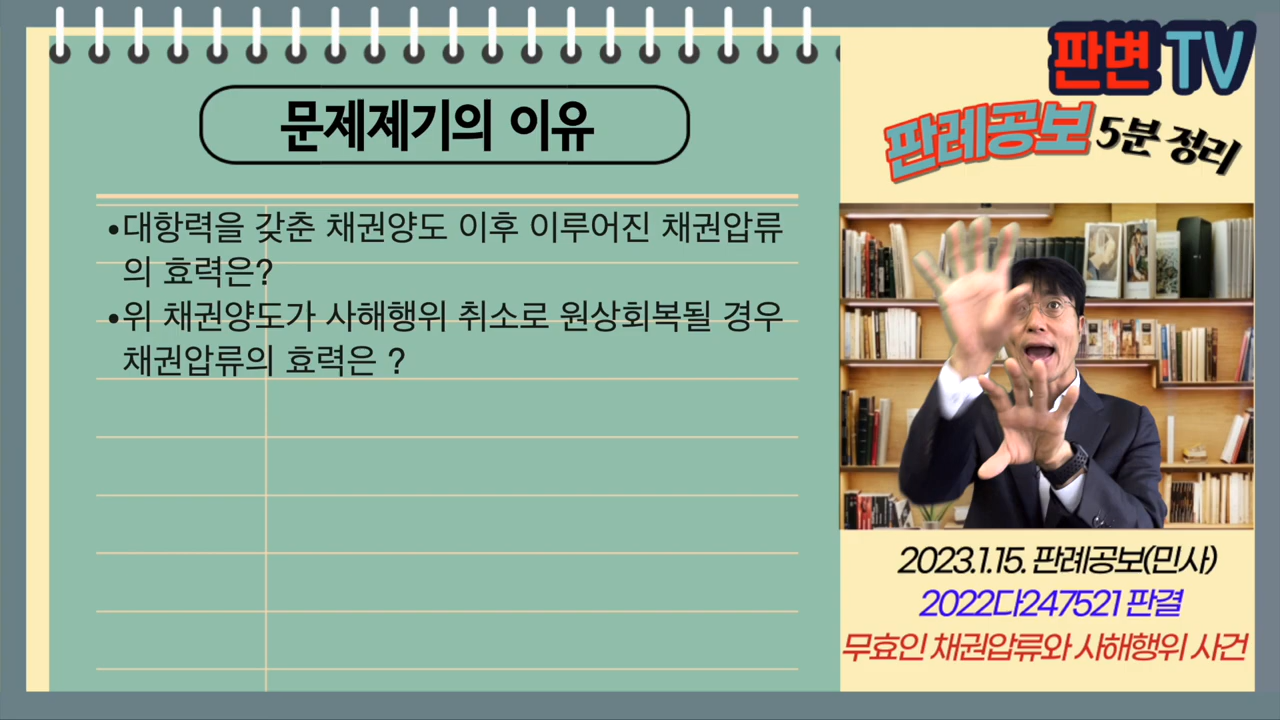 문제제기의 이유
•대항력을 갖춘 채권양도 이후 이루어진 채권압류
의 효력은?
•위 채권양도가 사해행위 취소로 원상회복될 경우
채권압류의 효력은 ?
판변 TV
판례공보 5분 정리
2023.1.15. 판례공보(민사)
2022다247521 판결
무효인 채권압류와 사해행위 사건